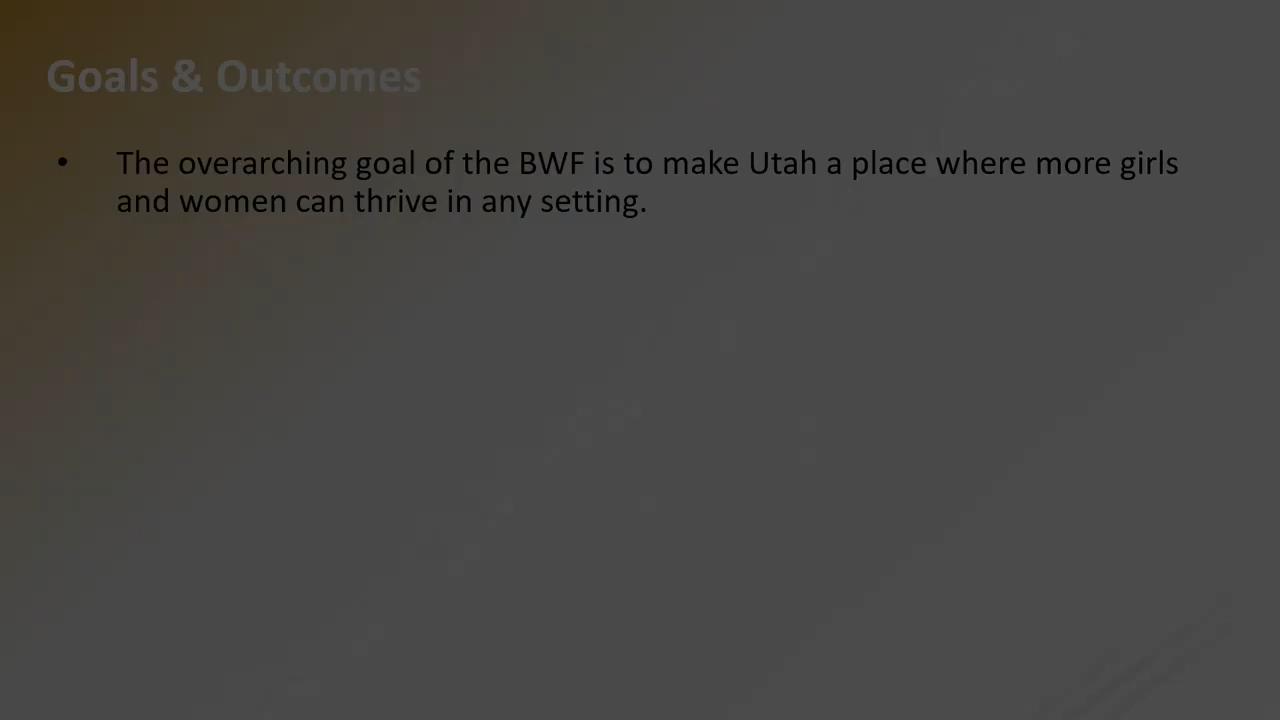 Goals & Outcomes
• The overarching goal of the BWF is to make Utah a place where more girls
and women can thrive in any setting.